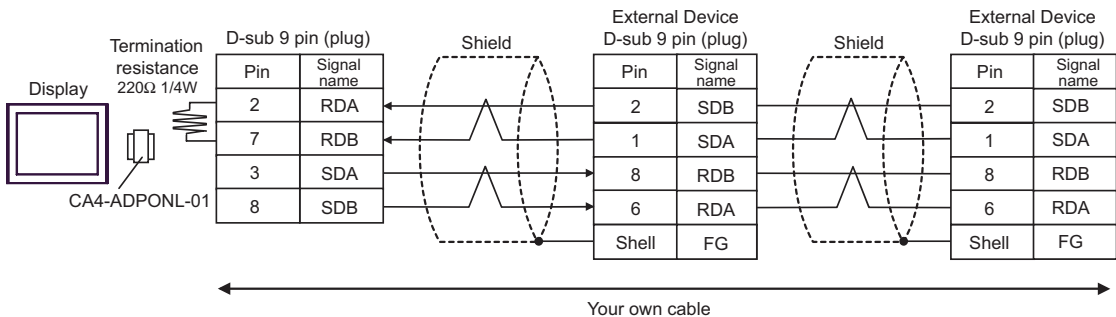 Display
Termination
resistance
220Ω 1/4W
CA4-ADPONL-01
D-sub 9 pin (plug)
Pin Signal name
2 RDA
7 RDB
3 SDA
8 SDB
Shield
External Device
D-sub 9 pin (plug)
Pin Signal name
2 SDB
1 SDA
8 RDB
6 RDA
Shell FG
Shield
External Device
D-sub 9 pin (plug)
Pin Signal name
2 SDB
1 SDA
8 RDB
6 RDA
Shell FG
Your own cable